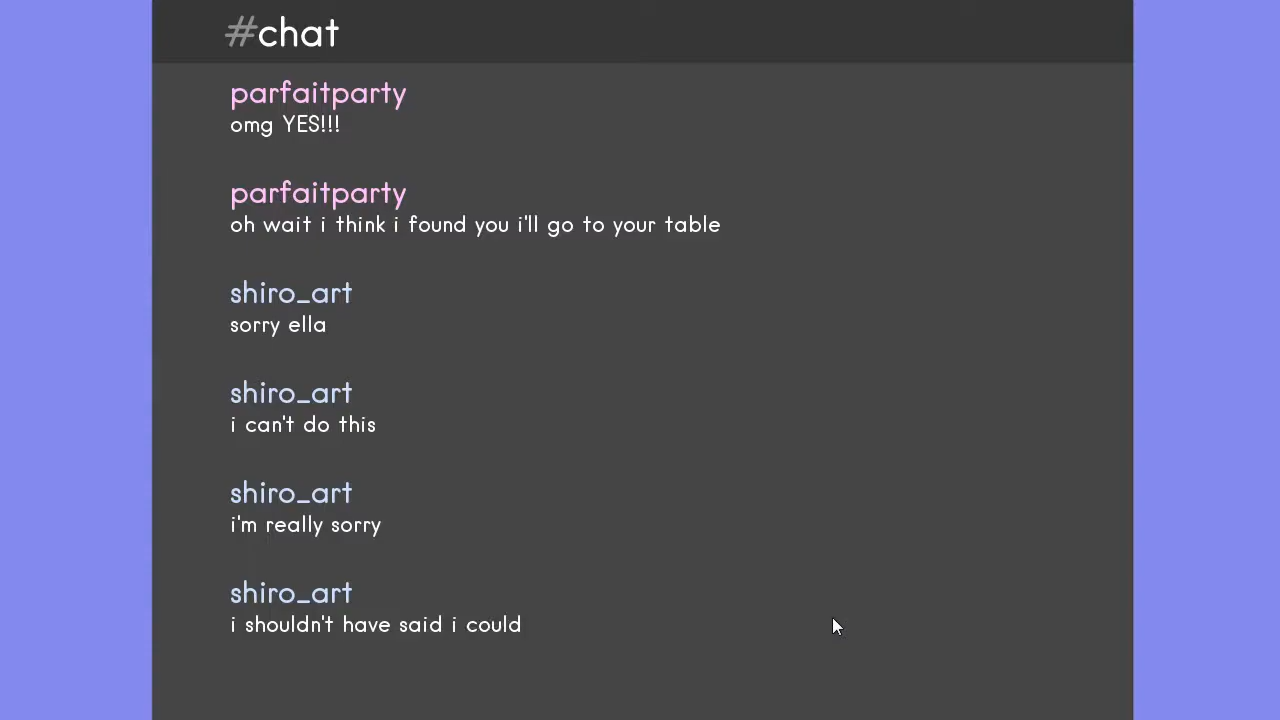 #chat
parfaitparty
omg YES!!!
parfaitparty
oh wait i think i found you i'll go to your table
shiro_art
sorry ella
shiro_art
i can't do this
shiro_art
i'm really sorry
shiro_art
i shouldn't have said i could